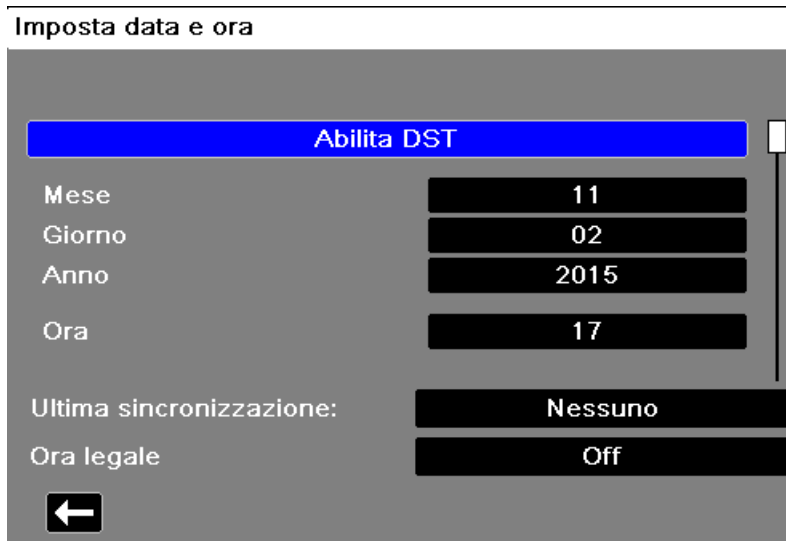 Imposta data e ora
Abilita DST
Mese 11
Giorno 02
Anno 2015
Ora 17
Ultima sincronizzazione: Nessuno
Ora legale Off